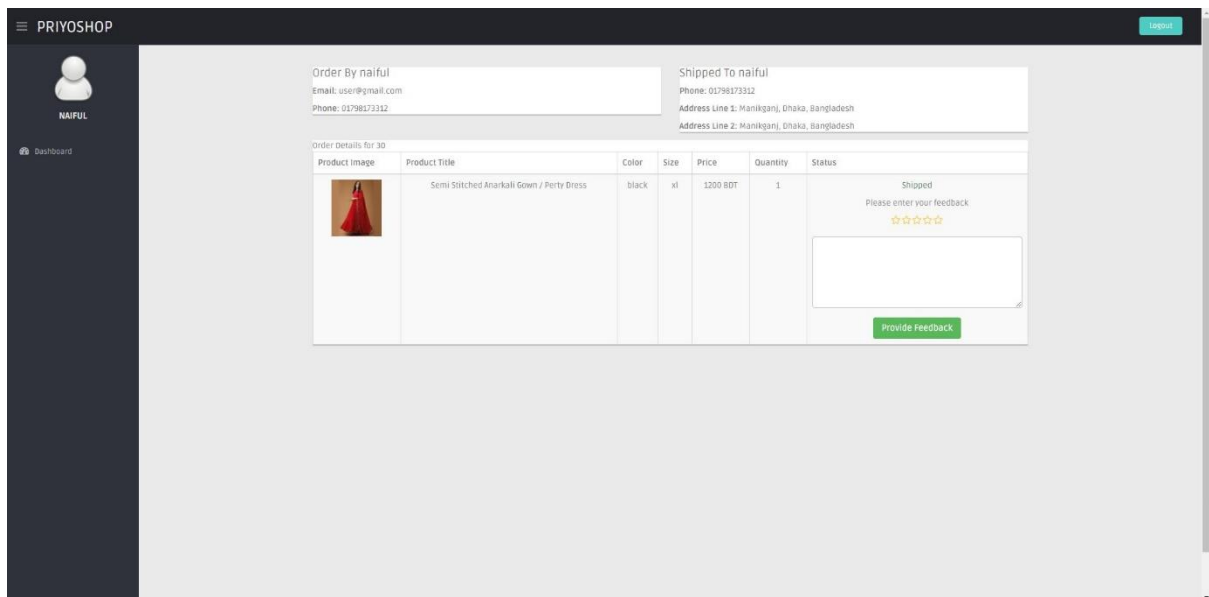 PRIYOSHOP
Logout
NAIFUL
Dashboard
Order By naiful
Email: user@gmail.com
Phone: 01798173312
Shipped To naiful
Phone: 01798173312
Address Line 1: Manikganj, Dhaka, Bangladesh
Address Line 2: Manikganj, Dhaka, Bangladesh
Order Details for 30
Product Image Product Title Color Size Price Quantity Status
Semi Stitched Anarkali Gown / Perty Dress black xl 1200 BDT 1 Shipped
Please enter your feedback
Provide Feedback